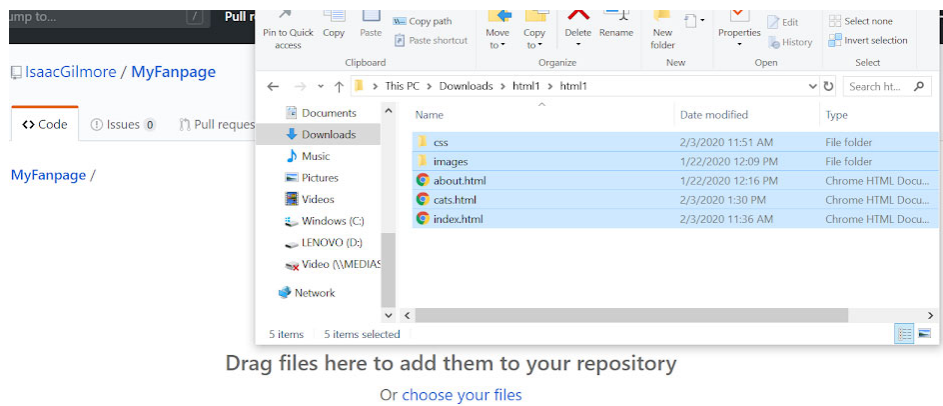 ump to... / Pull r
IsaacGilmore / MyFanpage
Code Issues 0 Pull reques
MyFanpage /
Pin to Quick access Copy Paste Copy path Paste shortcut Move to Copy to Delete Rename New folder Properties Edit History Select none Invert selection
Clipboard Organize New Open Select
This PC > Downloads > html1 > html1 Search ht...
Name Date modified Type
Documents
Downloads
Music
Pictures
Videos
Windows (C:)
LENOVO (D:)
Video (\\MEDIAS
Network
css 2/3/2020 11:51 AM File folder
images 1/22/2020 12:09 PM File folder
about.html 1/22/2020 12:16 PM Chrome HTML Docu...
cats.html 2/3/2020 1:30 PM Chrome HTML Docu...
index.html 2/3/2020 11:36 AM Chrome HTML Docu...
5 items 5 items selected
Drag files here to add them to your repository
Or choose your files